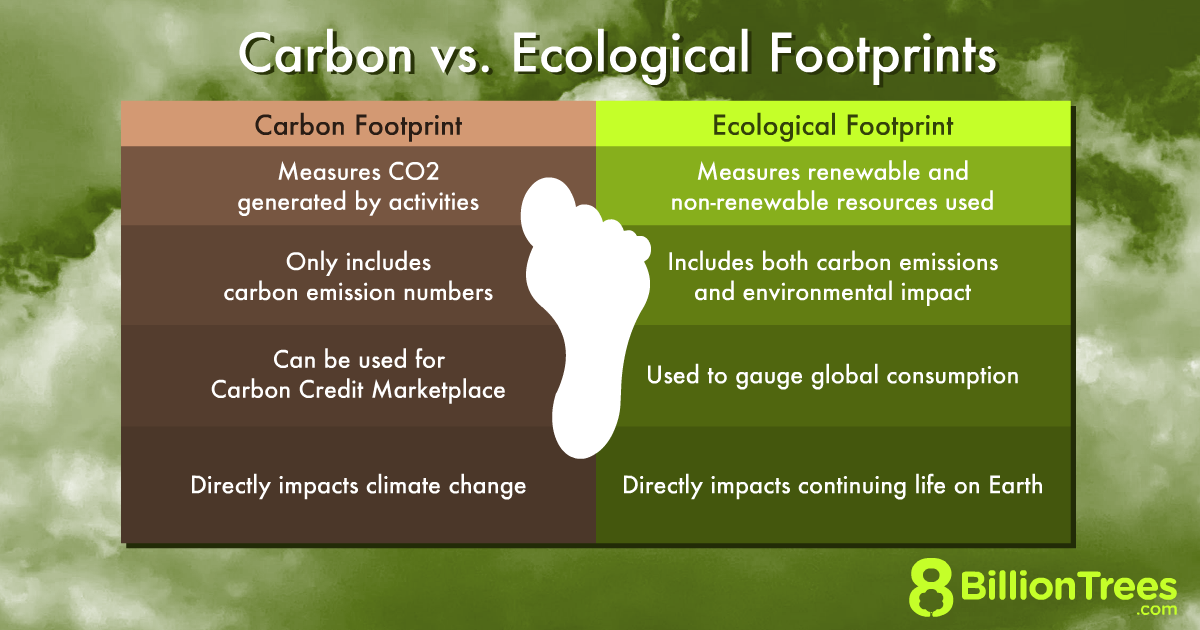 Carbon vs. Ecological Footprints
Carbon Footprint
Ecological Footprint
Measures CO2
generated by activities
Measures renewable and
non-renewable resources used
Only includes
carbon emission numbers
Includes both carbon emissions
and environmental impact
Can be used for
Carbon Credit Marketplace
Used to gauge global consumption
Directly impacts climate change
Directly impacts continuing life on Earth
8 BillionTrees
.com